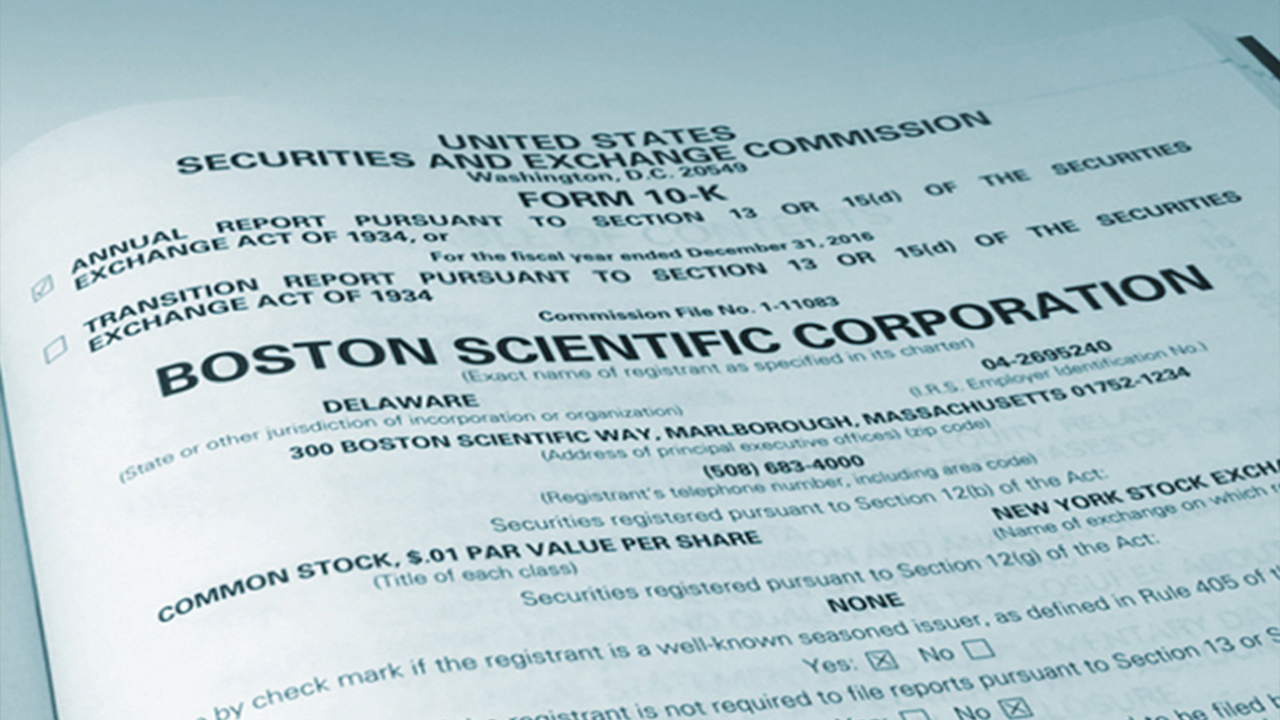 UNITED STATES
SECURITIES AND EXCHANGE COMMISSION
Washington, D.C. 20549
FORM 10-K
☑ ANNUAL REPORT PURSUANT TO SECTION 13 OR 15(d) OF THE SECURITIES
EXCHANGE ACT OF 1934, or
For the fiscal year ended December 31, 2016
☐ TRANSITION REPORT PURSUANT TO SECTION 13 OR 15(d) OF THE SECURITIES
EXCHANGE ACT OF 1934
Commission File No. 1-11083
BOSTON SCIENTIFIC CORPORATION
(Exact name of registrant as specified in its charter)
DELAWARE 04-2695240
(State or other jurisdiction of incorporation or organization) (I.R.S. Employer Identification No.)
300 BOSTON SCIENTIFIC WAY, MARLBOROUGH, MASSACHUSETTS 01752-1234
(Address of principal executive offices) (zip code)
(508) 683-4000
(Registrant's telephone number, including area code)
Securities registered pursuant to Section 12(b) of the Act:
COMMON STOCK, $.01 PAR VALUE PER SHARE NEW YORK STOCK EXCHA
(Title of each class) (Name of exchange on which
Securities registered pursuant to Section 12(g) of the Act:
NONE
by check mark if the registrant is a well-known seasoned issuer, as defined in Rule 405 of
Yes: ☒ No ☐
registrant is not required to file reports pursuant to Section 13 or
No ☒
to be filed